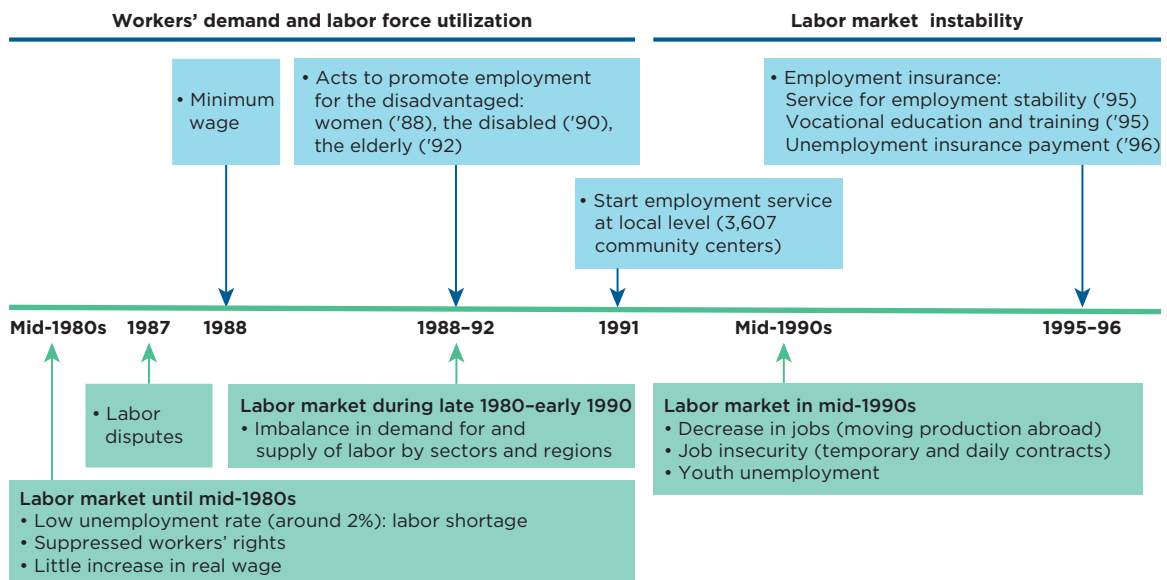 Workers’ demand and labor force utilization
Labor market instability
• Minimum
wage
• Acts to promote employment
for the disadvantaged:
women ('88), the disabled ('90),
the elderly ('92)
• Employment insurance:
Service for employment stability ('95)
Vocational education and training ('95)
Unemployment insurance payment ('96)
• Start employment service
at local level (3,607
community centers)
Mid-1980s
1987
1988
1988–92
1991
Mid-1990s
1995–96
• Labor
disputes
Labor market during late 1980–early 1990
• Imbalance in demand for and
supply of labor by sectors and regions
Labor market in mid-1990s
• Decrease in jobs (moving production abroad)
• Job insecurity (temporary and daily contracts)
• Youth unemployment
Labor market until mid-1980s
• Low unemployment rate (around 2%): labor shortage
• Suppressed workers’ rights
• Little increase in real wage